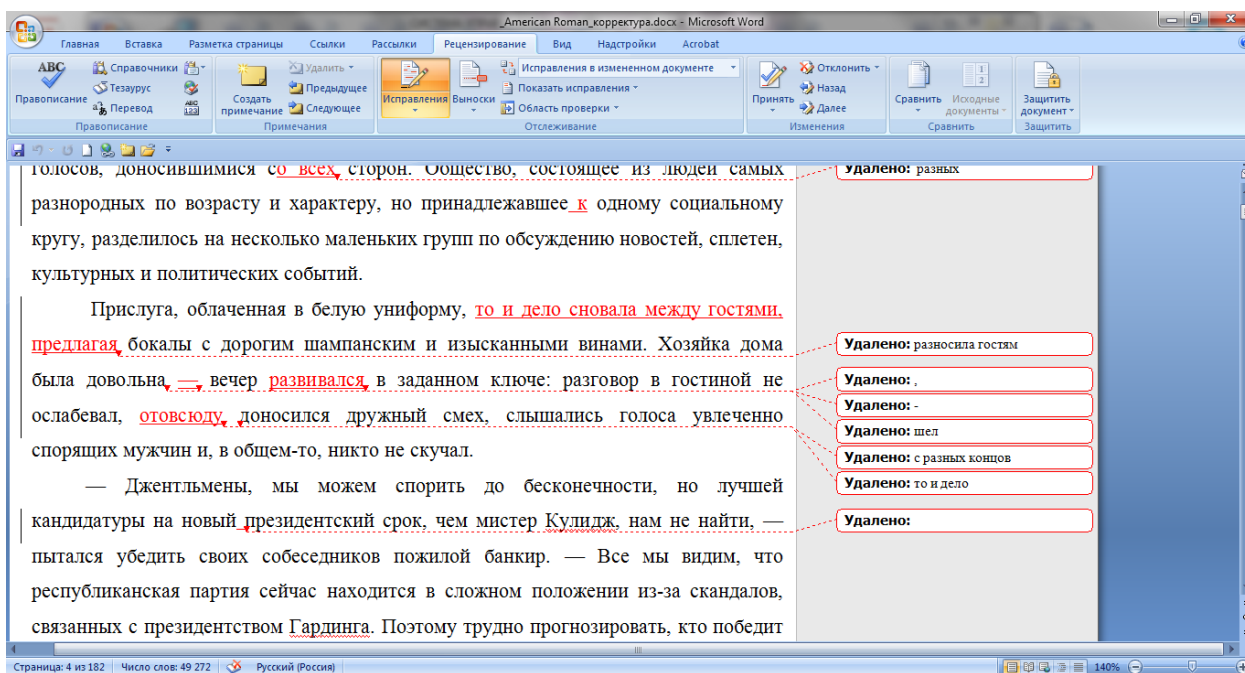 _American Roman_корректура.docx - Microsoft Word
Главная Вставка Разметка страницы Ссылки Рассылки Рецензирование Вид Надстройки Acrobat
ABC Правописание
Справочники
Тезаурус
Перевод
ABC 123
Правописание
Создать примечание
Удалить
Предыдущее
Следующее
Примечания
Исправления
Выноски
Исправления в измененном документе
Показать исправления
Область проверки
Отслеживание
Принять
Отклонить
Назад
Далее
Изменения
Сравнить
Исходные документы
Сравнить
Защитить документ
Защитить
голосов, доносившимися со всех сторон. Общество, состоящее из людей самых
разнородных по возрасту и характеру, но принадлежавшее к одному социальному
кругу, разделилось на несколько маленьких групп по обсуждению новостей, сплетен,
культурных и политических событий.
Прислуга, облаченная в белую униформу, то и дело сновала между гостями,
предлагая бокалы с дорогим шампанским и изысканными винами. Хозяйка дома
была довольна — вечер развивался в заданном ключе: разговор в гостиной не
ослабевал, отовсюду доносился дружный смех, слышались голоса увлеченно
спорящих мужчин и, в общем-то, никто не скучал.
— Джентльмены, мы можем спорить до бесконечности, но лучшей
кандидатуры на новый президентский срок, чем мистер Кулидж, нам не найти, —
пытался убедить своих собеседников пожилой банкир. — Все мы видим, что
республиканская партия сейчас находится в сложном положении из-за скандалов,
связанных с президентством Гардинга. Поэтому трудно прогнозировать, кто победит
Удалено: разных
Удалено: разносила гостям
Удалено: ,
Удалено: -
Удалено: шел
Удалено: с разных концов
Удалено: то и дело
Удалено:
Страница: 4 из 182 Число слов: 49 272 Русский (Россия) 140%